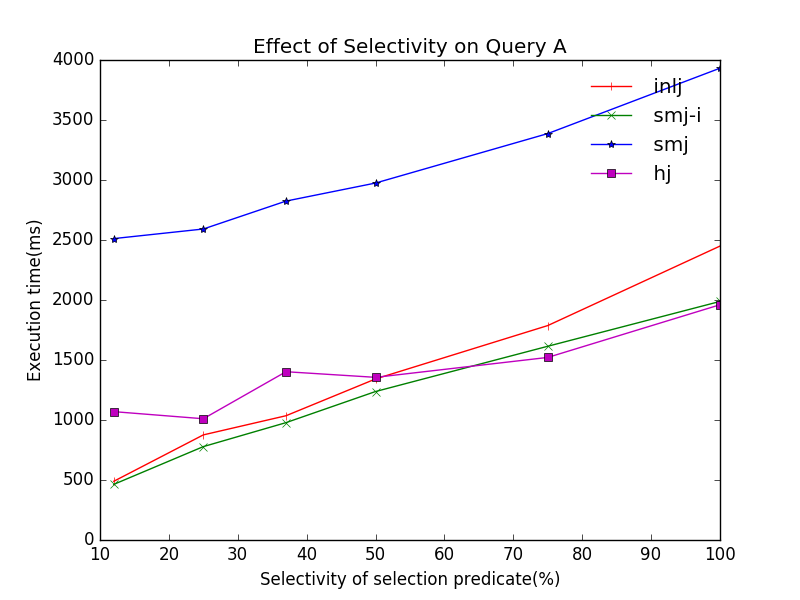 Effect of Selectivity on Query A
4000
3500
3000
2500
2000
1500
1000
500
0
Execution time(ms)
inlj
smj-i
smj
hj
10 20 30 40 50 60 70 80 90 100
Selectivity of selection predicate(%)